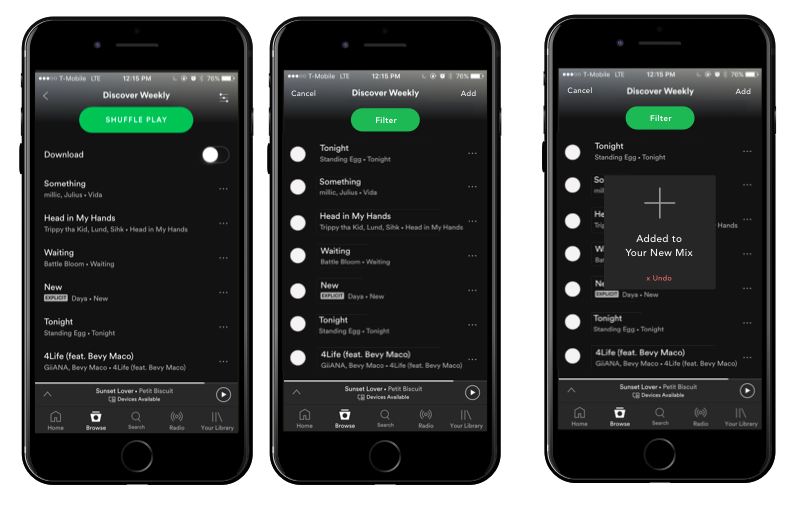 T-Mobile LTE 12:15 PM 76%
Discover Weekly
SHUFFLE PLAY
Download
Something
millic, Julius • Vida
Head in My Hands
Trippy tha Kid, Lund, Sihk • Head in My Hands
Waiting
Battle Bloom • Waiting
New
EXPLICIT Daya • New
Tonight
Standing Egg • Tonight
4Life (feat. Bevy Maco)
GiiANA, Bevy Maco • 4Life (feat. Bevy Maco)
Sunset Lover • Petit Biscuit
Devices Available
Home Browse Search Radio Your Library
T-Mobile LTE 12:15 PM 76%
Cancel Discover Weekly Add
Filter
Tonight
Standing Egg • Tonight
Something
millic, Julius • Vida
Head in My Hands
Trippy tha Kid, Lund, Sihk • Head in My Hands
Waiting
Battle Bloom • Waiting
New
EXPLICIT Daya • New
Tonight
Standing Egg • Tonight
4Life (feat. Bevy Maco)
GiiANA, Bevy Maco • 4Life (feat. Bevy Maco)
Sunset Lover • Petit Biscuit
Devices Available
Home Browse Search Radio Your Library
T-Mobile LTE 12:15 PM 76%
Cancel Discover Weekly Add
Filter
Tonight
Standing Egg • Tonight
So
mil
He
Trip Hands
Added to
Your New Mix
W
Batt
x Undo
Ne
EXPLICIT Daya • New
Tonight
Standing Egg • Tonight
4Life (feat. Bevy Maco)
GiiANA, Bevy Maco • 4Life (feat. Bevy Maco)
Sunset Lover • Petit Biscuit
Devices Available
Home Browse Search Radio Your Library